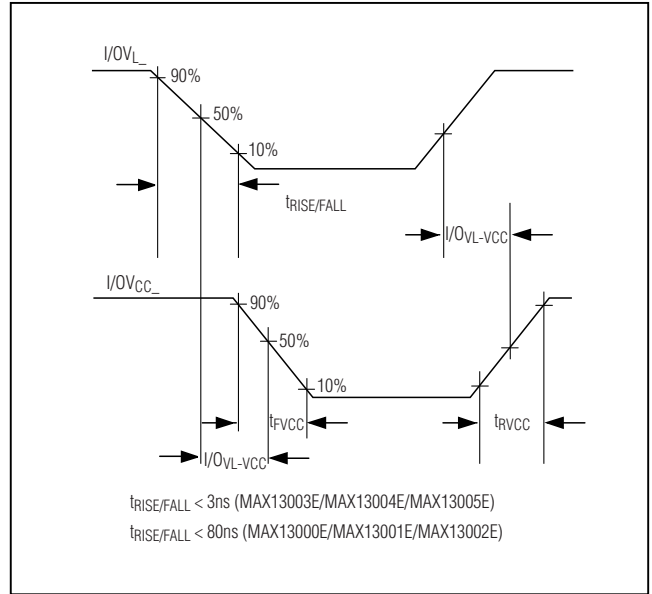 I/OVL_
90%
50%
10%
tRISE/FALL
I/OVL-VCC
I/OVCC_
90%
50%
10%
tFVCC
tRVCC
I/OVL-VCC
tRISE/FALL < 3ns (MAX13003E/MAX13004E/MAX13005E)
tRISE/FALL < 80ns (MAX13000E/MAX13001E/MAX13002E)